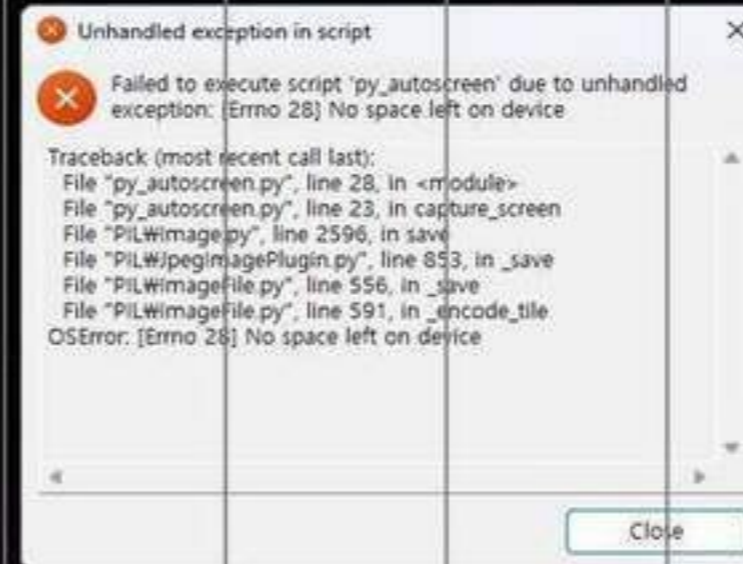 Unhandled exception in script
Failed to execute script 'py_autoscreen' due to unhandled
exception: [Errno 28] No space left on device
Traceback (most recent call last):
File "py_autoscreen.py", line 28, in <module>
File "py_autoscreen.py", line 23, in capture_screen
File "PIL₩Image.py", line 2596, in save
File "PIL₩JpegImagePlugin.py", line 853, in _save
File "PIL₩ImageFile.py", line 556, in _save
File "PIL₩ImageFile.py", line 591, in _encode_tile
OSError: [Errno 28] No space left on device
Close